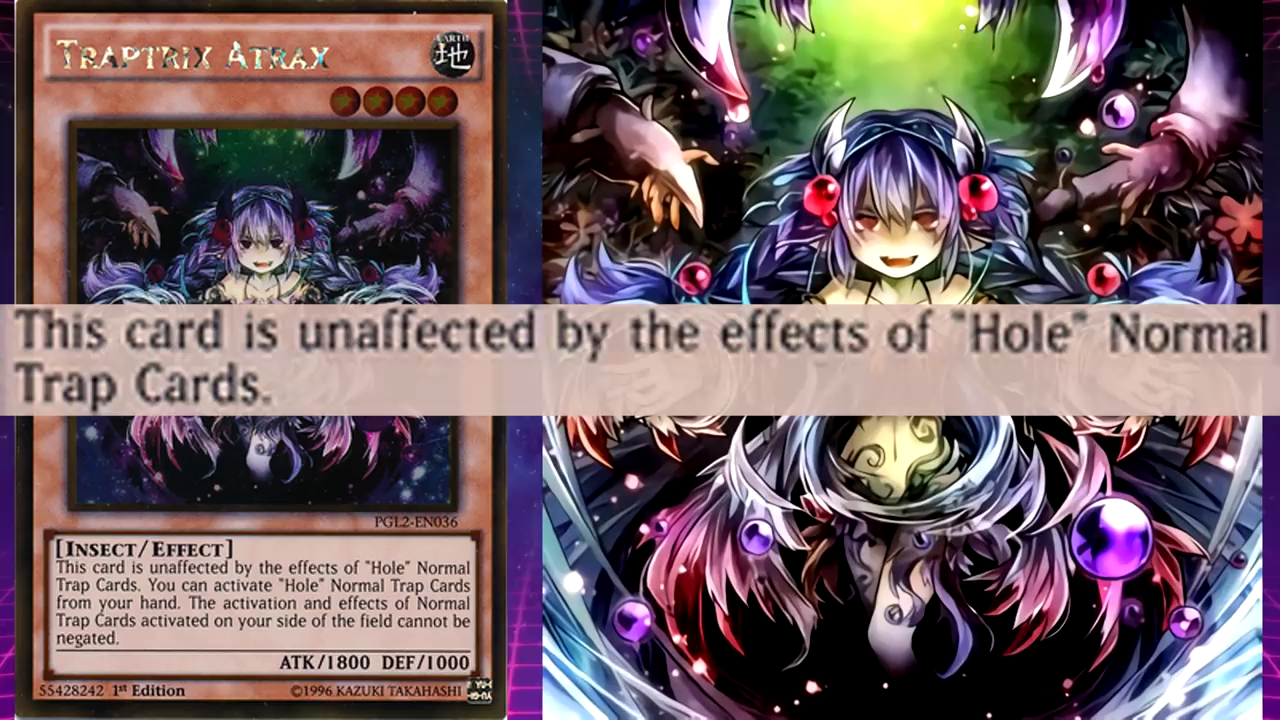 TRAPTRIX ATRAX
EARTH
地
This card is unaffected by the effects of "Hole" Normal
Trap Cards.
PGL2-EN036
[INSECT/EFFECT]
This card is unaffected by the effects of "Hole" Normal
Trap Cards. You can activate "Hole" Normal Trap Cards
from your hand. The activation and effects of Normal
Trap Cards activated on your side of the field cannot be
negated.
ATK/1800 DEF/1000
55428242 1st Edition ©1996 KAZUKI TAKAHASHI